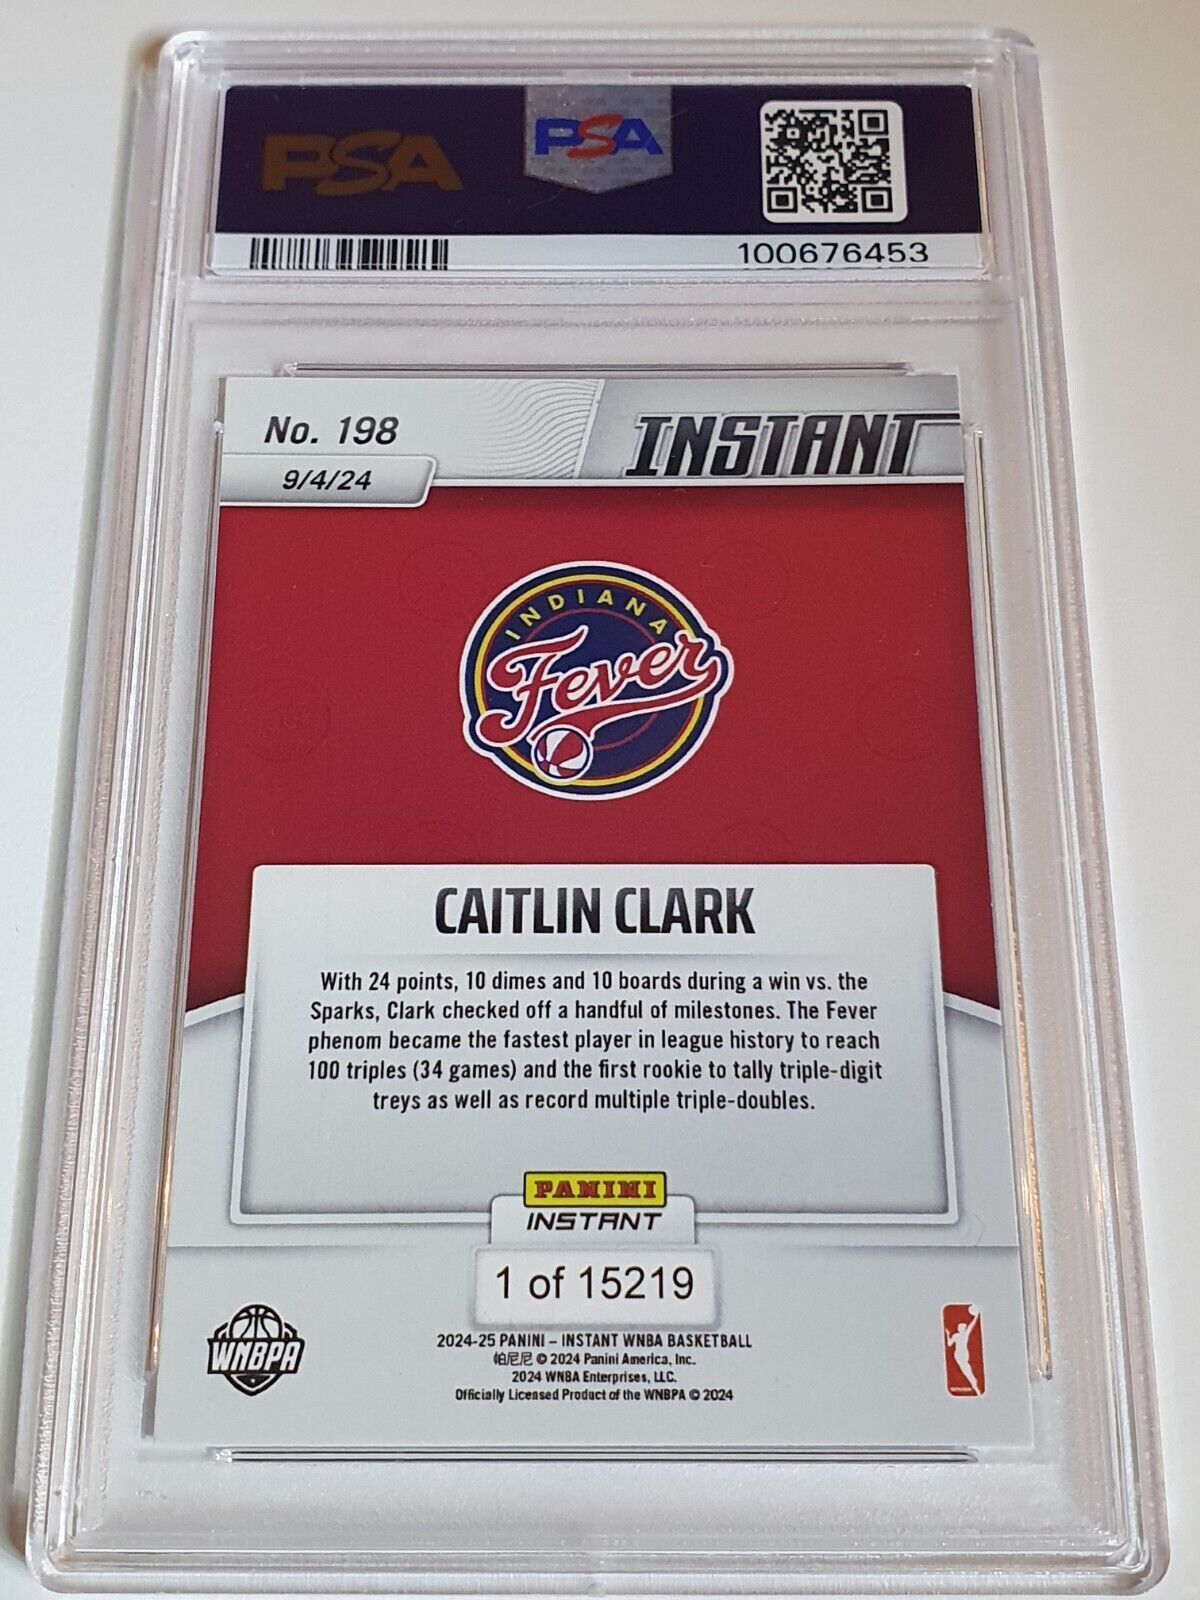 PSA
PSA
100676453
No. 198
INSTANT
9/4/24
INDIANA
Fever
CAITLIN CLARK
With 24 points, 10 dimes and 10 boards during a win vs. the
Sparks, Clark checked off a handful of milestones. The Fever
phenom became the fastest player in league history to reach
100 triples (34 games) and the first rookie to tally triple-digit
treys as well as record multiple triple-doubles.
PANINI
INSTANT
1 of 15219
WNBPA
2024-25 PANINI – INSTANT WNBA BASKETBALL
帕尼尼 © 2024 Panini America, Inc.
2024 WNBA Enterprises, LLC.
Officially Licensed Product of the WNBPA © 2024